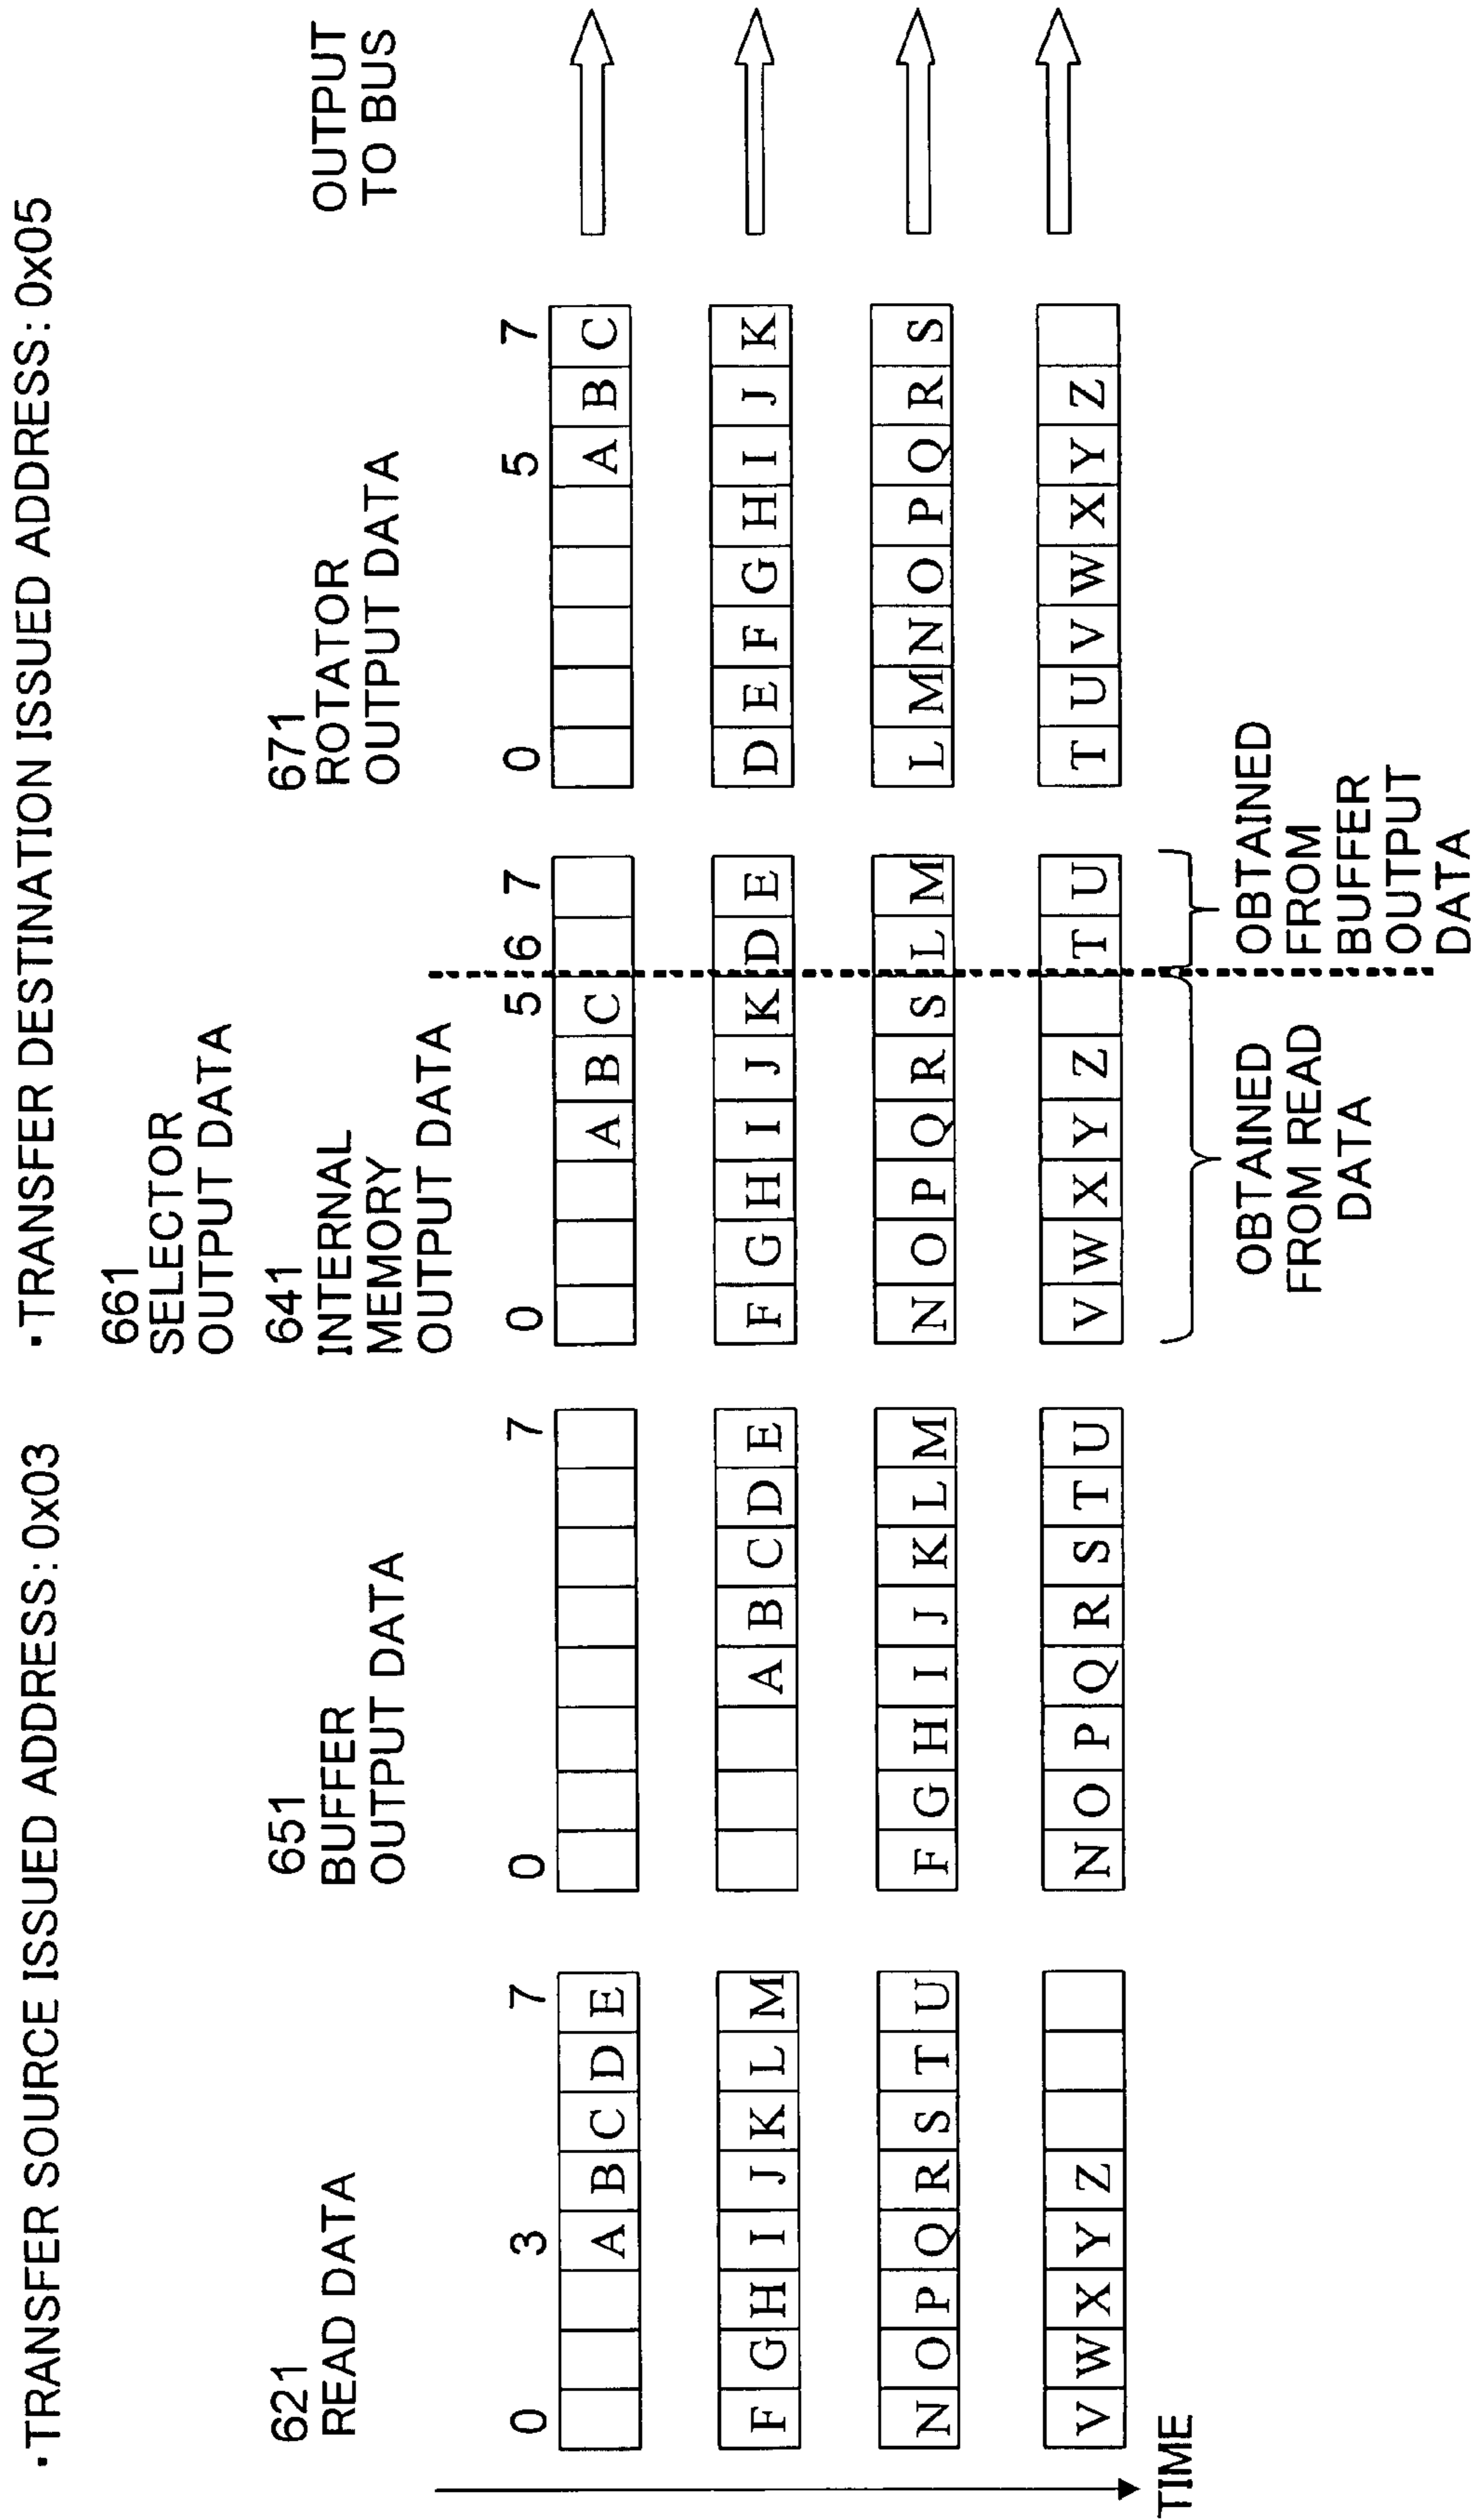 ·TRANSFER SOURCE ISSUED ADDRESS:0x03
·TRANSFER DESTINATION ISSUED ADDRESS:0x05
621
READ DATA
651
BUFFER
OUTPUT DATA
661
SELECTOR
OUTPUT DATA
641
INTERNAL
MEMORY
OUTPUT DATA
671
ROTATOR
OUTPUT DATA
OUTPUT
TO BUS
0 3 7
0 7
0 5 6 7
0 5 7
A B C D E
A B C
A B C
F G H I J K L M
A B C D E
F G H I J K D E
D E F G H I J K
N O P Q R S T U
F G H I J K L M
N O P Q R S L M
L M N O P Q R S
V W X Y Z
N O P Q R S T U
V W X Y Z T U
T U V W X Y Z
TIME
OBTAINED
FROM READ
DATA
OBTAINED
FROM
BUFFER
OUTPUT
DATA